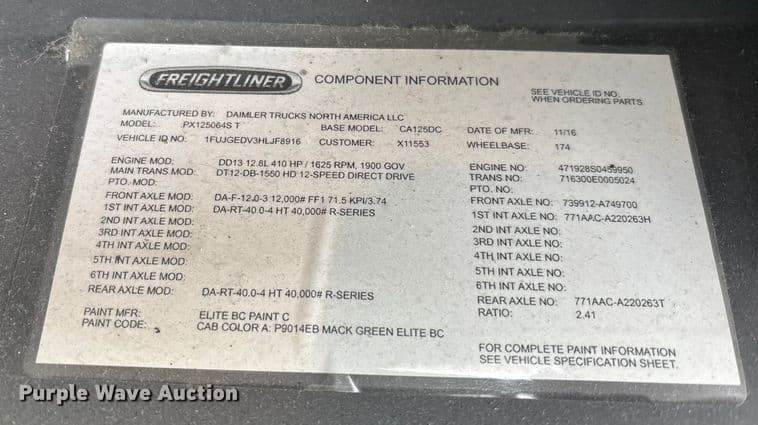 FREIGHTLINER COMPONENT INFORMATION
SEE VEHICLE ID NO.
WHEN ORDERING PARTS
MANUFACTURED BY: DAIMLER TRUCKS NORTH AMERICA LLC
MODEL: PX125064S T BASE MODEL: CA125DC DATE OF MFR: 11/16
VEHICLE ID NO: 1FUJGEDV3HLJF8916 CUSTOMER: X11553 WHEELBASE: 174
ENGINE MOD: DD13 12.8L 410 HP / 1625 RPM, 1900 GOV ENGINE NO: 471928S0459950
MAIN TRANS MOD: DT12-DB-1550 HD 12-SPEED DIRECT DRIVE TRANS NO: 716300E0005024
PTO. MOD: PTO. NO:
FRONT AXLE MOD: DA-F-12.0-3 12,000# FF1 71.5 KPI/3.74 FRONT AXLE NO: 739912-A749700
1ST INT AXLE MOD: DA-RT-40.0-4 HT 40,000# R-SERIES 1ST INT AXLE NO: 771AAC-A220263H
2ND INT AXLE MOD: 2ND INT AXLE NO:
3RD INT AXLE MOD: 3RD INT AXLE NO:
4TH INT AXLE MOD: 4TH INT AXLE NO:
5TH INT AXLE MOD: 5TH INT AXLE NO:
6TH INT AXLE MOD: 6TH INT AXLE NO:
REAR AXLE MOD: DA-RT-40.0-4 HT 40,000# R-SERIES REAR AXLE NO: 771AAC-A220263T
RATIO: 2.41
PAINT MFR: ELITE BC PAINT C
PAINT CODE: CAB COLOR A: P9014EB MACK GREEN ELITE BC
FOR COMPLETE PAINT INFORMATION
SEE VEHICLE SPECIFICATION SHEET.
Purple Wave Auction